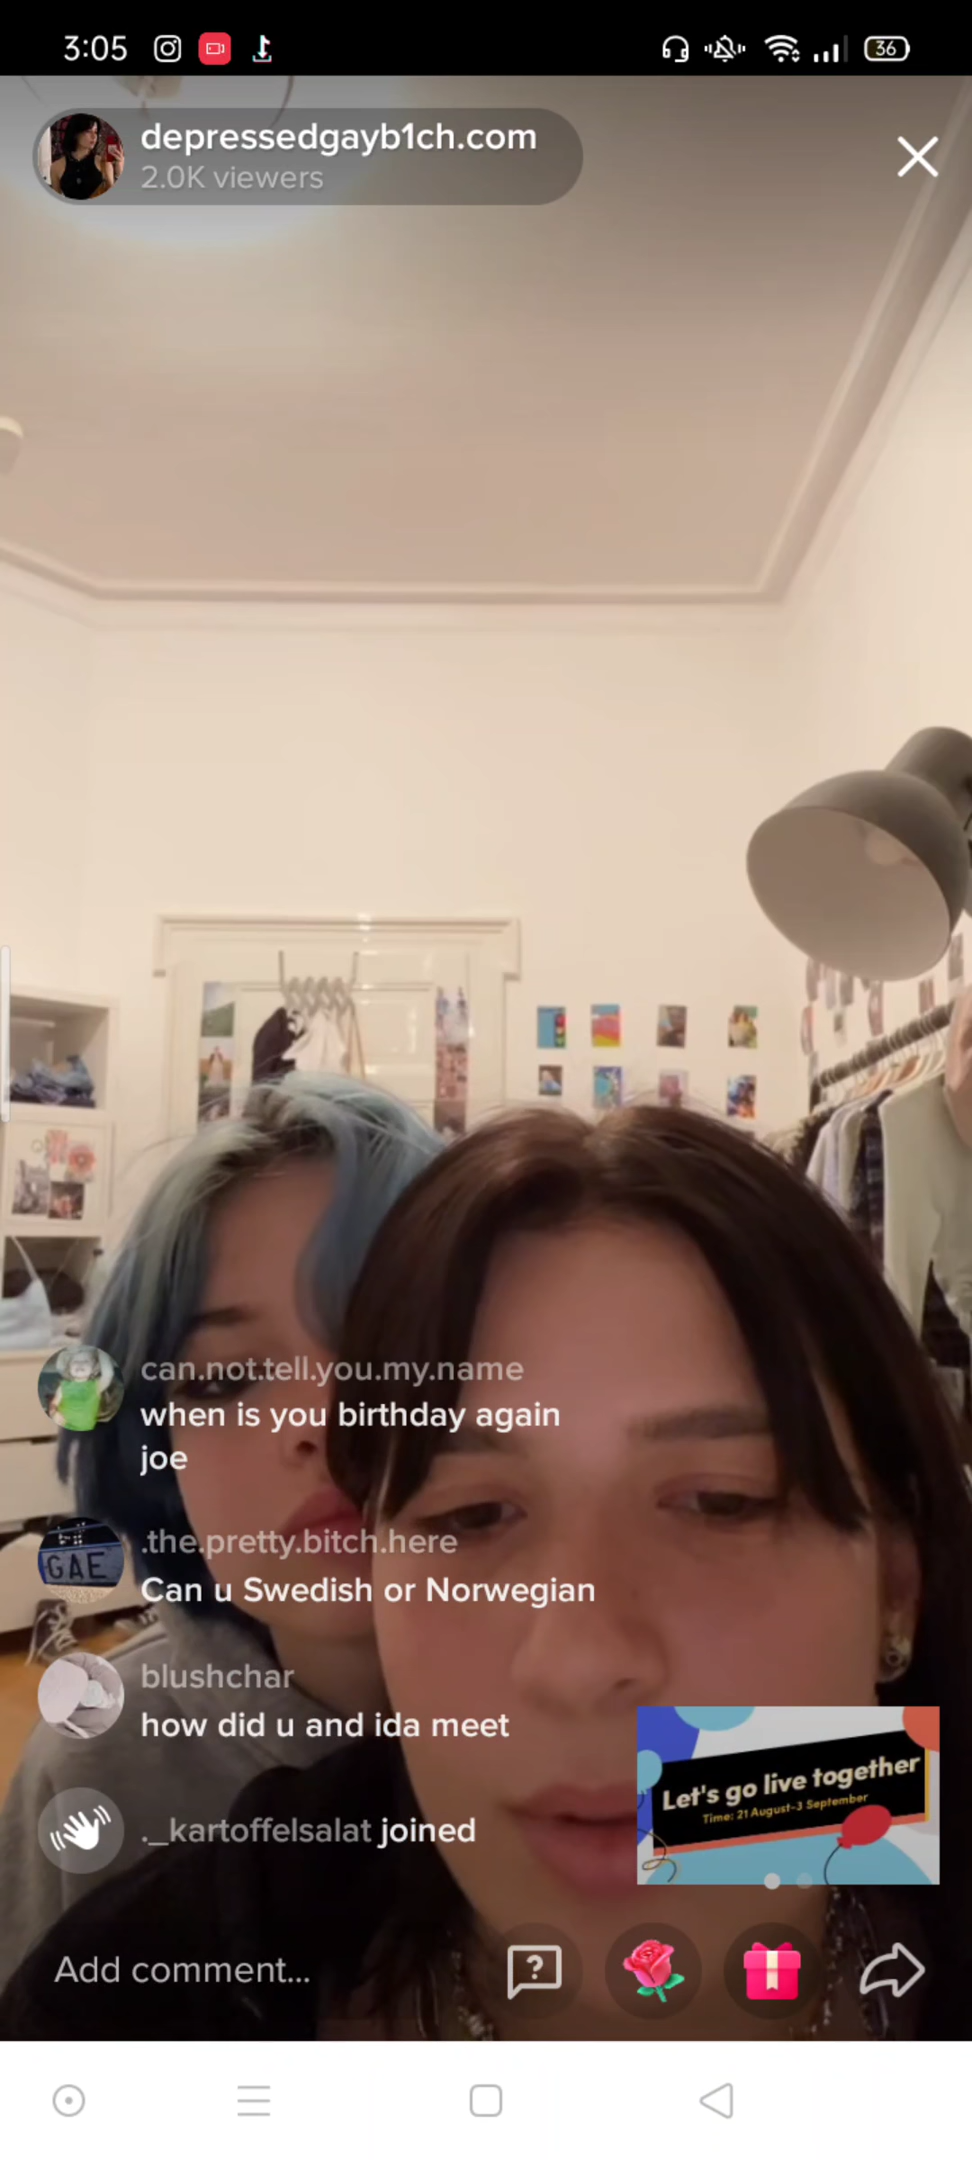 3:05
36
depressedgayb1ch.com
2.0K viewers
can.not.tell.you.my.name
when is you birthday again
joe
.the.pretty.bitch.here
GAE
Can u Swedish or Norwegian
blushchar
how did u and ida meet
Let's go live together
Time: 21 August-3 September
._kartoffelsalat joined
Add comment...